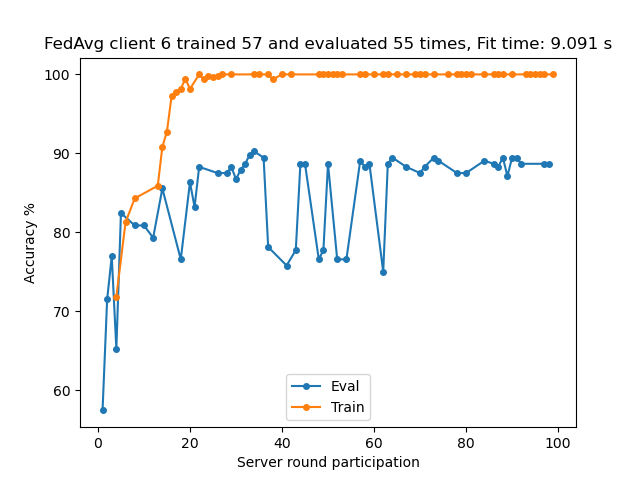 FedAvg client 6 trained 57 and evaluated 55 times, Fit time: 9.091 s
100
90
80
70
60
Accuracy %
Eval
Train
0 20 40 60 80 100
Server round participation